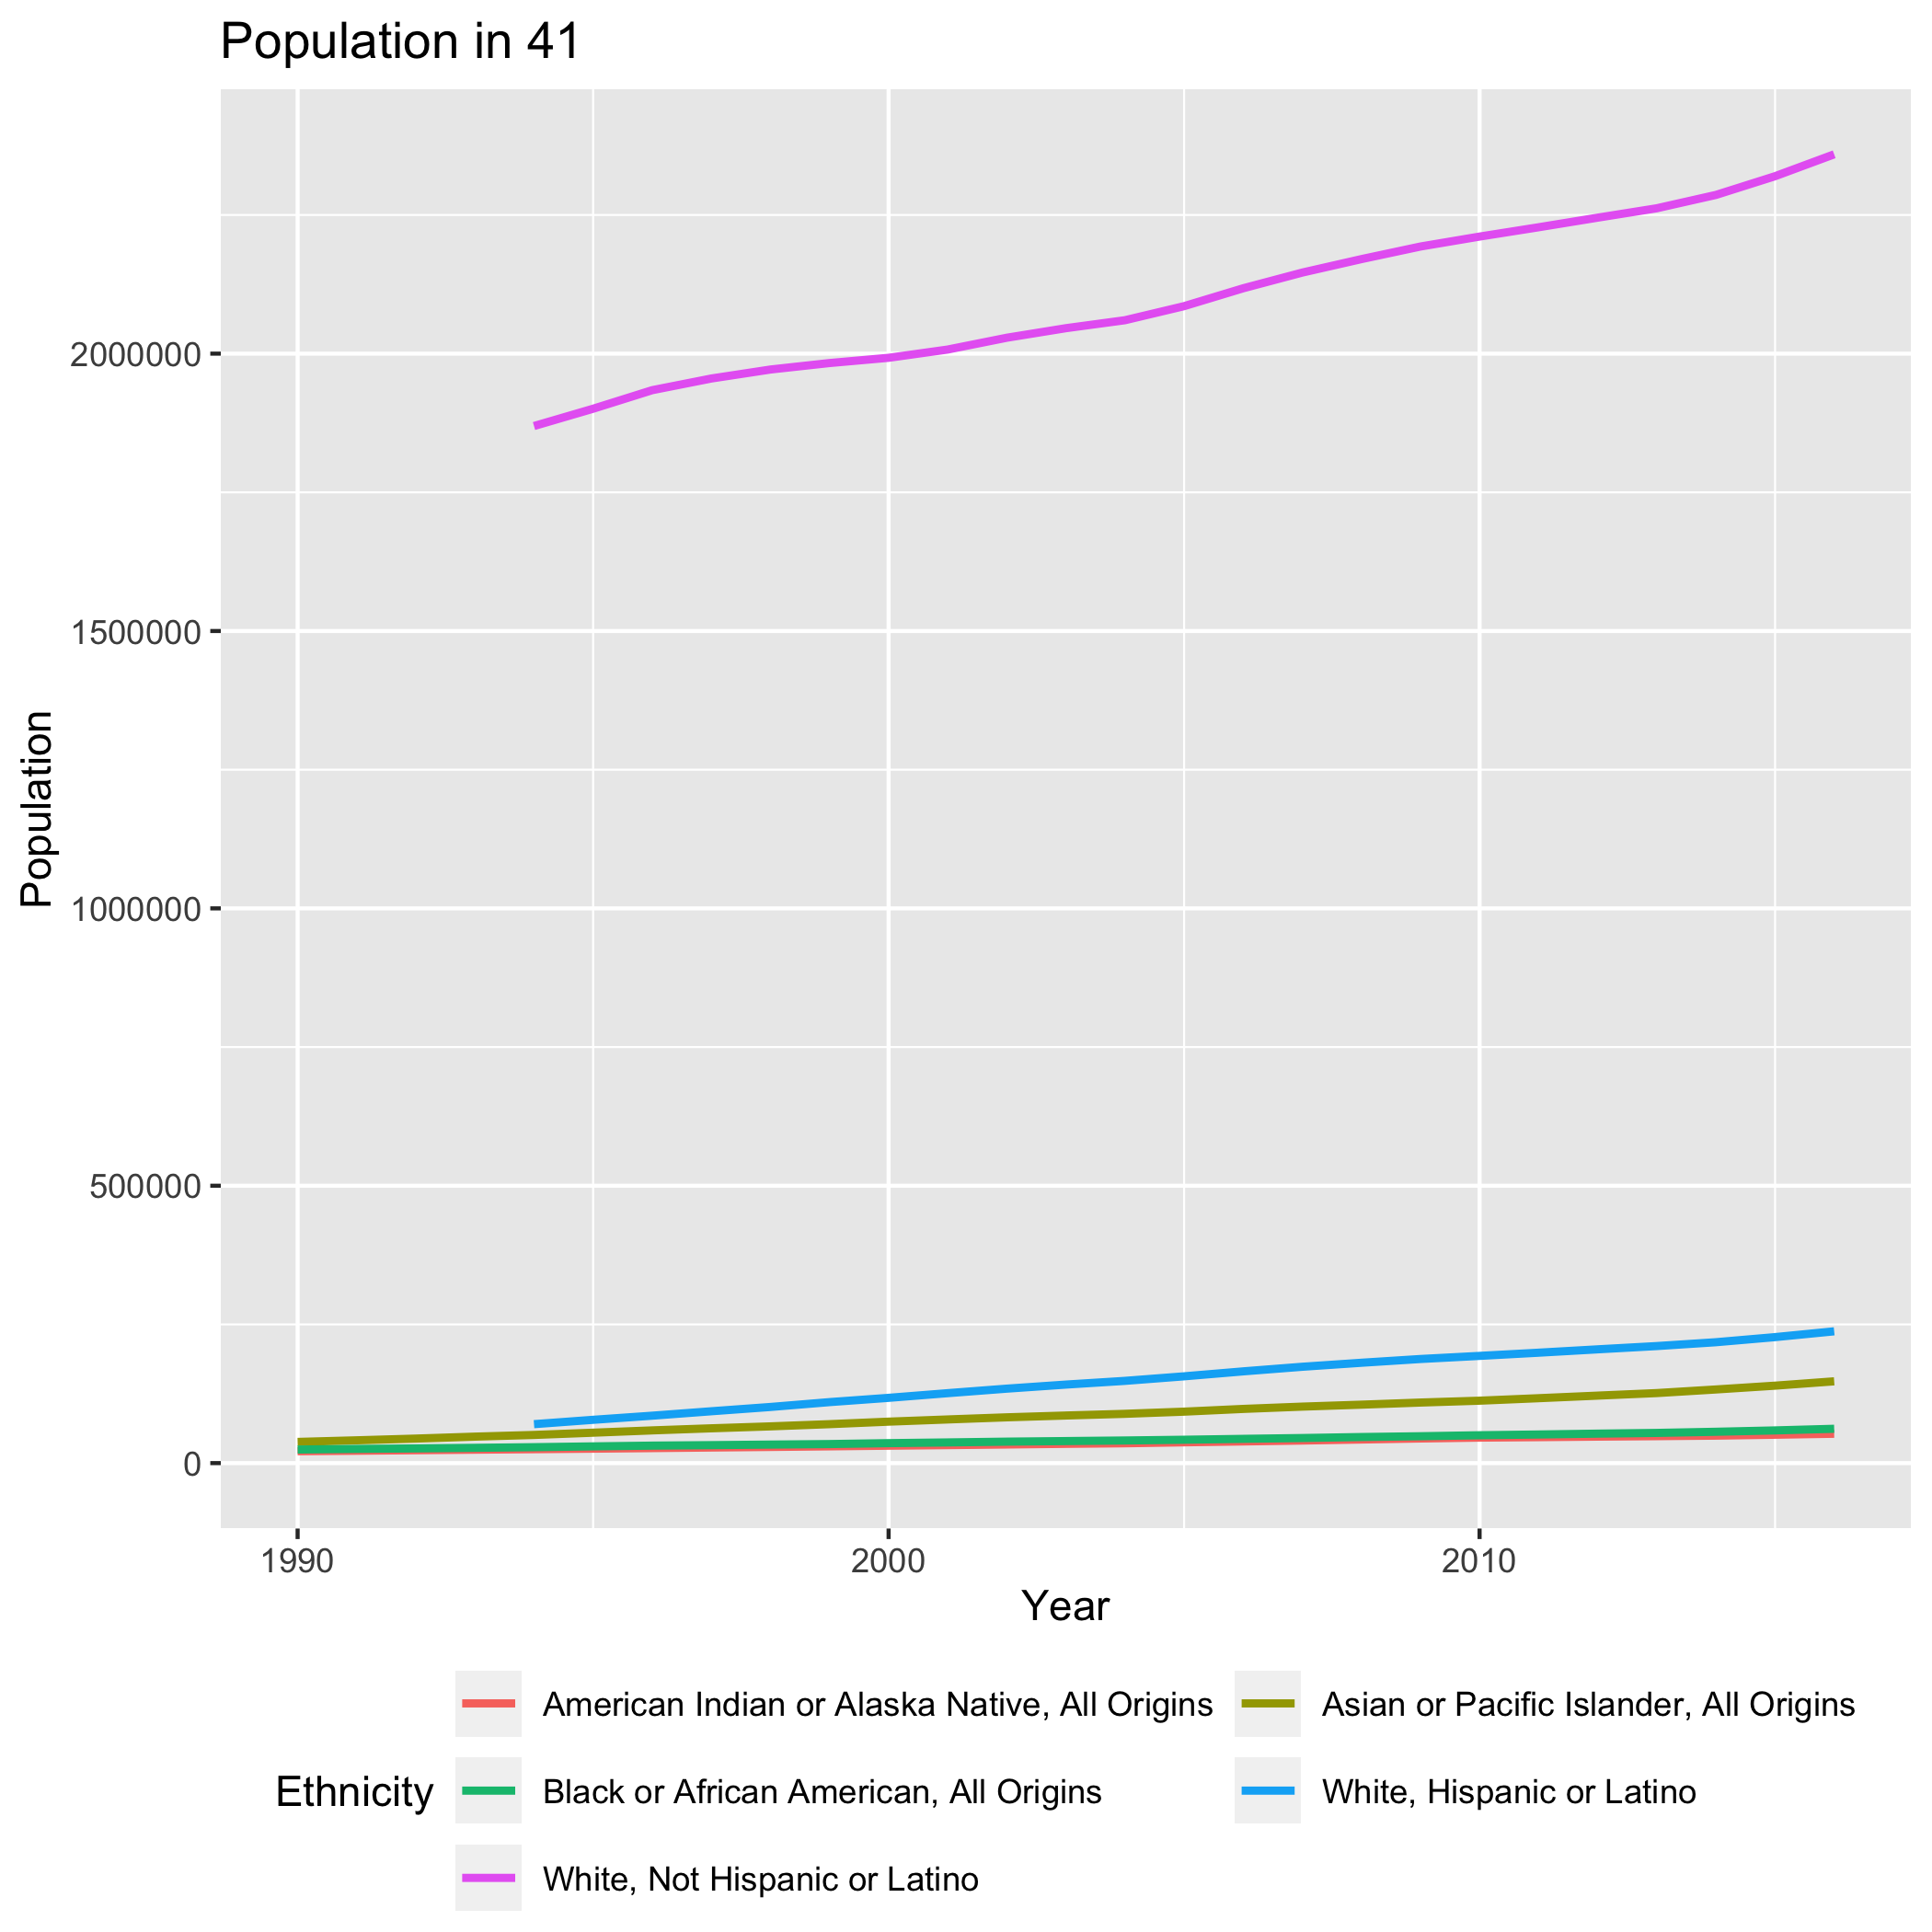 Population in 41
2000000
1500000
1000000
500000
0
Population
1990 2000 2010
Year
Ethnicity
American Indian or Alaska Native, All Origins
Asian or Pacific Islander, All Origins
Black or African American, All Origins
White, Hispanic or Latino
White, Not Hispanic or Latino